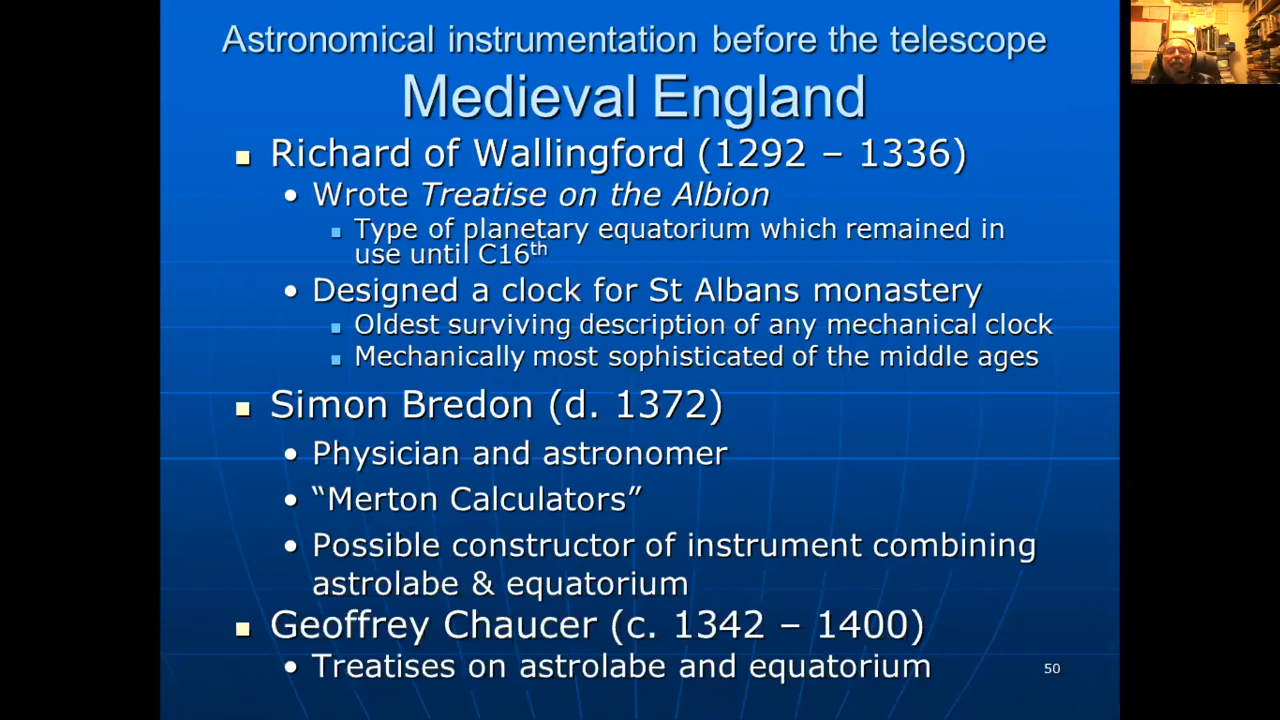 Astronomical instrumentation before the telescope
Medieval England
▪ Richard of Wallingford (1292 – 1336)
• Wrote Treatise on the Albion
▪ Type of planetary equatorium which remained in
use until C16th
• Designed a clock for St Albans monastery
▪ Oldest surviving description of any mechanical clock
▪ Mechanically most sophisticated of the middle ages
▪ Simon Bredon (d. 1372)
• Physician and astronomer
• “Merton Calculators”
• Possible constructor of instrument combining
astrolabe & equatorium
▪ Geoffrey Chaucer (c. 1342 – 1400)
• Treatises on astrolabe and equatorium
50